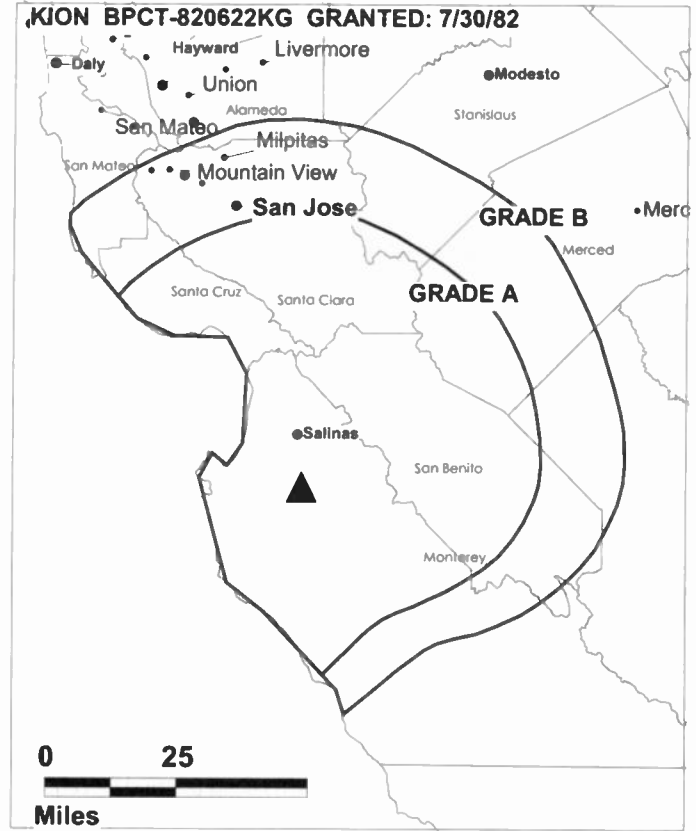 KION BPCT-820622KG GRANTED: 7/30/82
Hayward
Livermore
Daly
Modesto
Union
Alameda
Stanislaus
San Mateo
Milpitas
San Mateo
Mountain View
San Jose
GRADE B
Merc
Merced
GRADE A
Santa Cruz
Santa Clara
Salinas
San Benito
Monterey
0 25
Miles